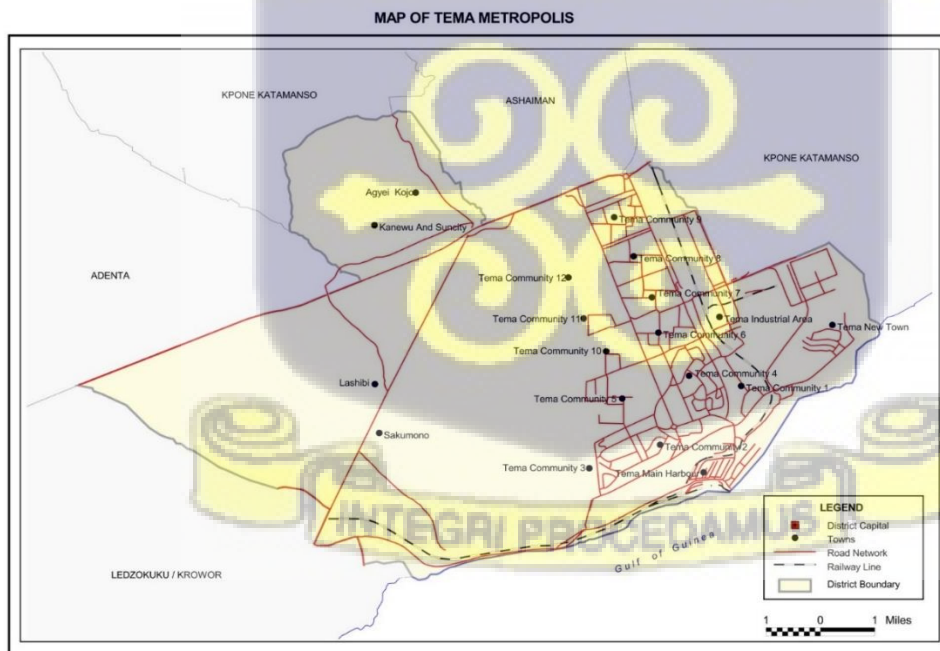 MAP OF TEMA METROPOLIS
KPONE KATAMANSO
ASHAIMAN
KPONE KATAMANSO
Agyei Kojo
Tema Community 9
Kanewu And Suncity
Tema Community 8
ADENTA
Tema Community 12
Tema Community 7
Tema Community 11
Tema Industrial Area
Tema New Town
Tema Community 6
Tema Community 10
Tema Community 4
Lashibi
Tema Community 1
Tema Community 5
Sakumono
Tema Community 2
Tema Community 3
Tema Main Harbour
INTEGRI PROCEDAMUS
Gulf of Guinea
LEDZOKUKU / KROWOR
LEGEND
District Capital
Towns
Road Network
Railway Line
District Boundary
1 0 1 Miles